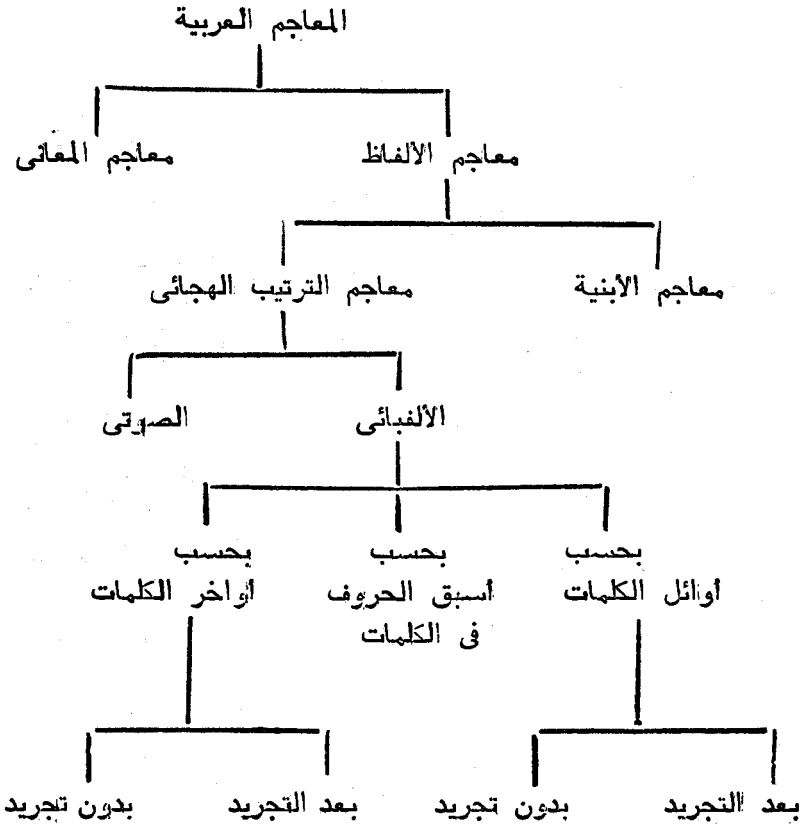 المعاجم العربية
معاجم الألفاظ
معاجم المعانى
معاجم الأبنية
معاجم الترتيب الهجائى
الألفبائى
الصوتى
بحسب
أوائل الكلمات
بحسب
أسبق الحروف
فى الكلمات
بحسب
أواخر الكلمات
بعد التجريد
بدون تجريد
بعد التجريد
بدون تجريد